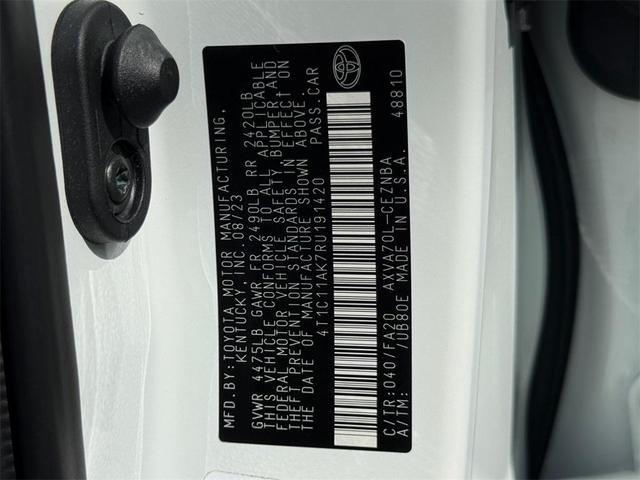 MFD. BY: TOYOTA MOTOR MANUFACTURING,
KENTUCKY, INC. 08/23
GVWR 4475LB GAWR FR 2490LB RR 2420LB
THIS VEHICLE CONFORMS TO ALL APPLICABLE
FEDERAL MOTOR VEHICLE SAFETY BUMPER AND
THEFT PREVENTION STANDARDS IN EFFECT ON
THE DATE OF MANUFACTURE SHOWN ABOVE.
4T1C11AK7RU191420 PASS. CAR
C/TR: 040/FA20 AXVA70L-CEZNBA
A/TM: /UB80E MADE IN U.S.A. 48810